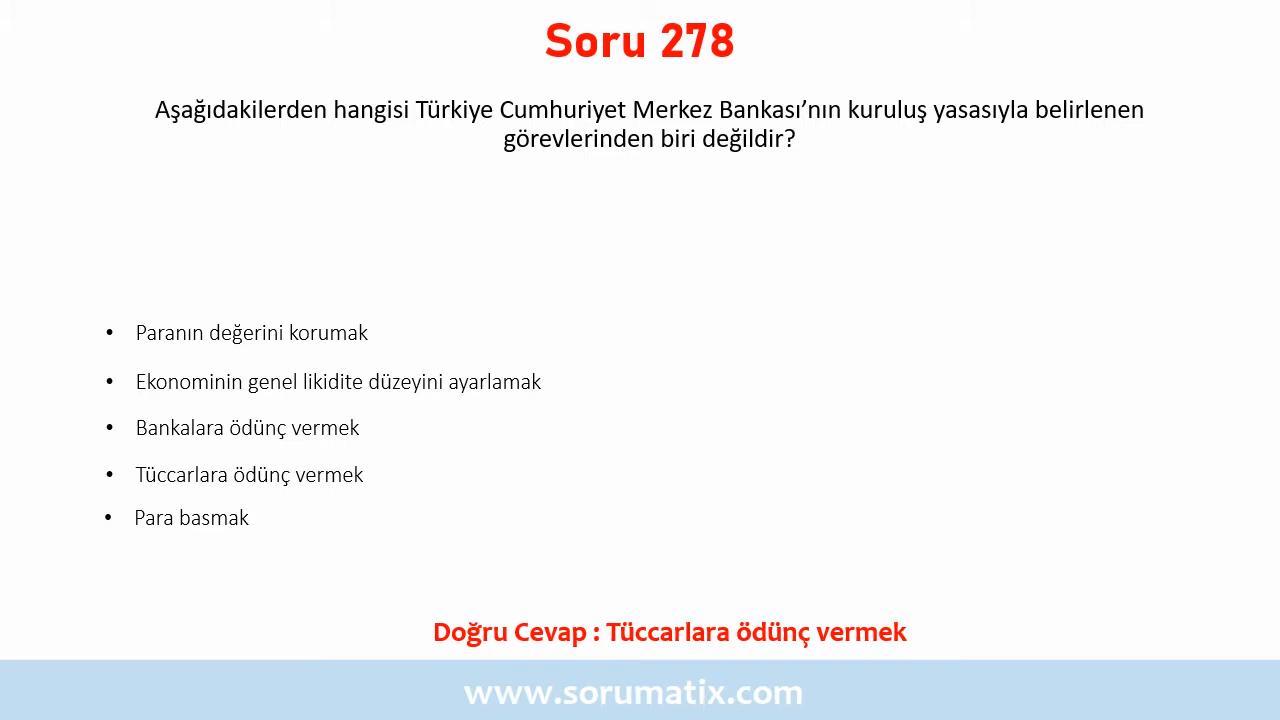 Soru 278
Aşağıdakilerden hangisi Türkiye Cumhuriyet Merkez Bankası’nın kuruluş yasasıyla belirlenen
görevlerinden biri değildir?
• Paranın değerini korumak
• Ekonominin genel likidite düzeyini ayarlamak
• Bankalara ödünç vermek
• Tüccarlara ödünç vermek
• Para basmak
Doğru Cevap : Tüccarlara ödünç vermek
www.sorumatix.com